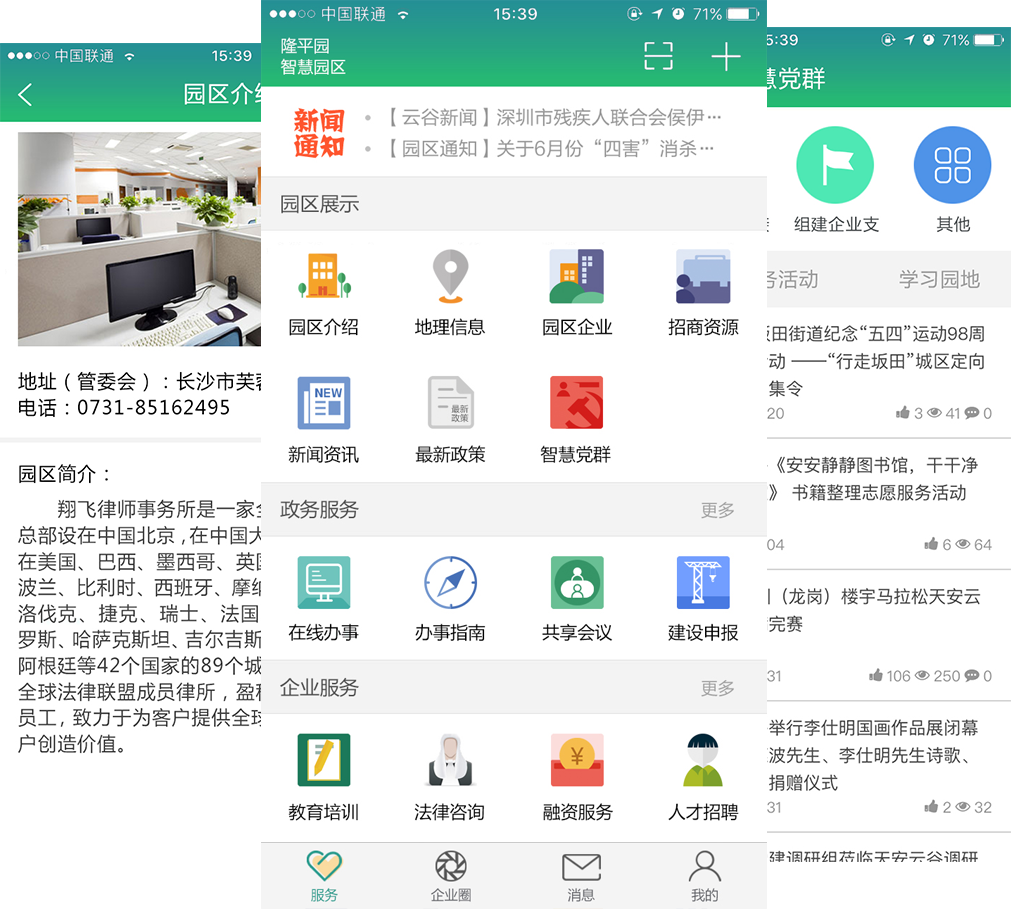 中国联通
15:39
园区介
地址（管委会）：长沙市芙
电话：0731-85162495
园区简介：
翔飞律师事务所是一家
总部设在中国北京,在中国大
在美国、巴西、墨西哥、英国
波兰、比利时、西班牙、摩纳
洛伐克、捷克、瑞士、法国
罗斯、哈萨克斯坦、吉尔吉斯
阿根廷等42个国家的89个城
全球法律联盟成员律所，盈科
员工，致力于为客户提供全球
户创造价值。
中国联通
15:39
71%
隆平园
智慧园区
新闻
通知
• 【云谷新闻】深圳市残疾人联合会侯伊…
• 【园区通知】关于6月份“四害”消杀…
园区展示
园区介绍 地理信息 园区企业 招商资源
NEW
最新
政策
新闻资讯 最新政策 智慧党群
政务服务 更多
在线办事 办事指南 共享会议 建设申报
企业服务 更多
¥
教育培训 法律咨询 融资服务 人才招聘
服务 企业圈 消息 我的
5:39
71%
慧党群
组建企业支 其他
务活动 学习园地
坂田街道纪念“五四”运动98周
动 ——“行走坂田”城区定向
集令
20 3 41 0
《安安静静图书馆，干干净
》 书籍整理志愿服务活动
04 6 64
（龙岗）楼宇马拉松天安云
完赛
31 106 250 0
举行李仕明国画作品展闭幕
波先生、李仕明先生诗歌、
捐赠仪式
31 2 32
建调研组莅临天安云谷调研